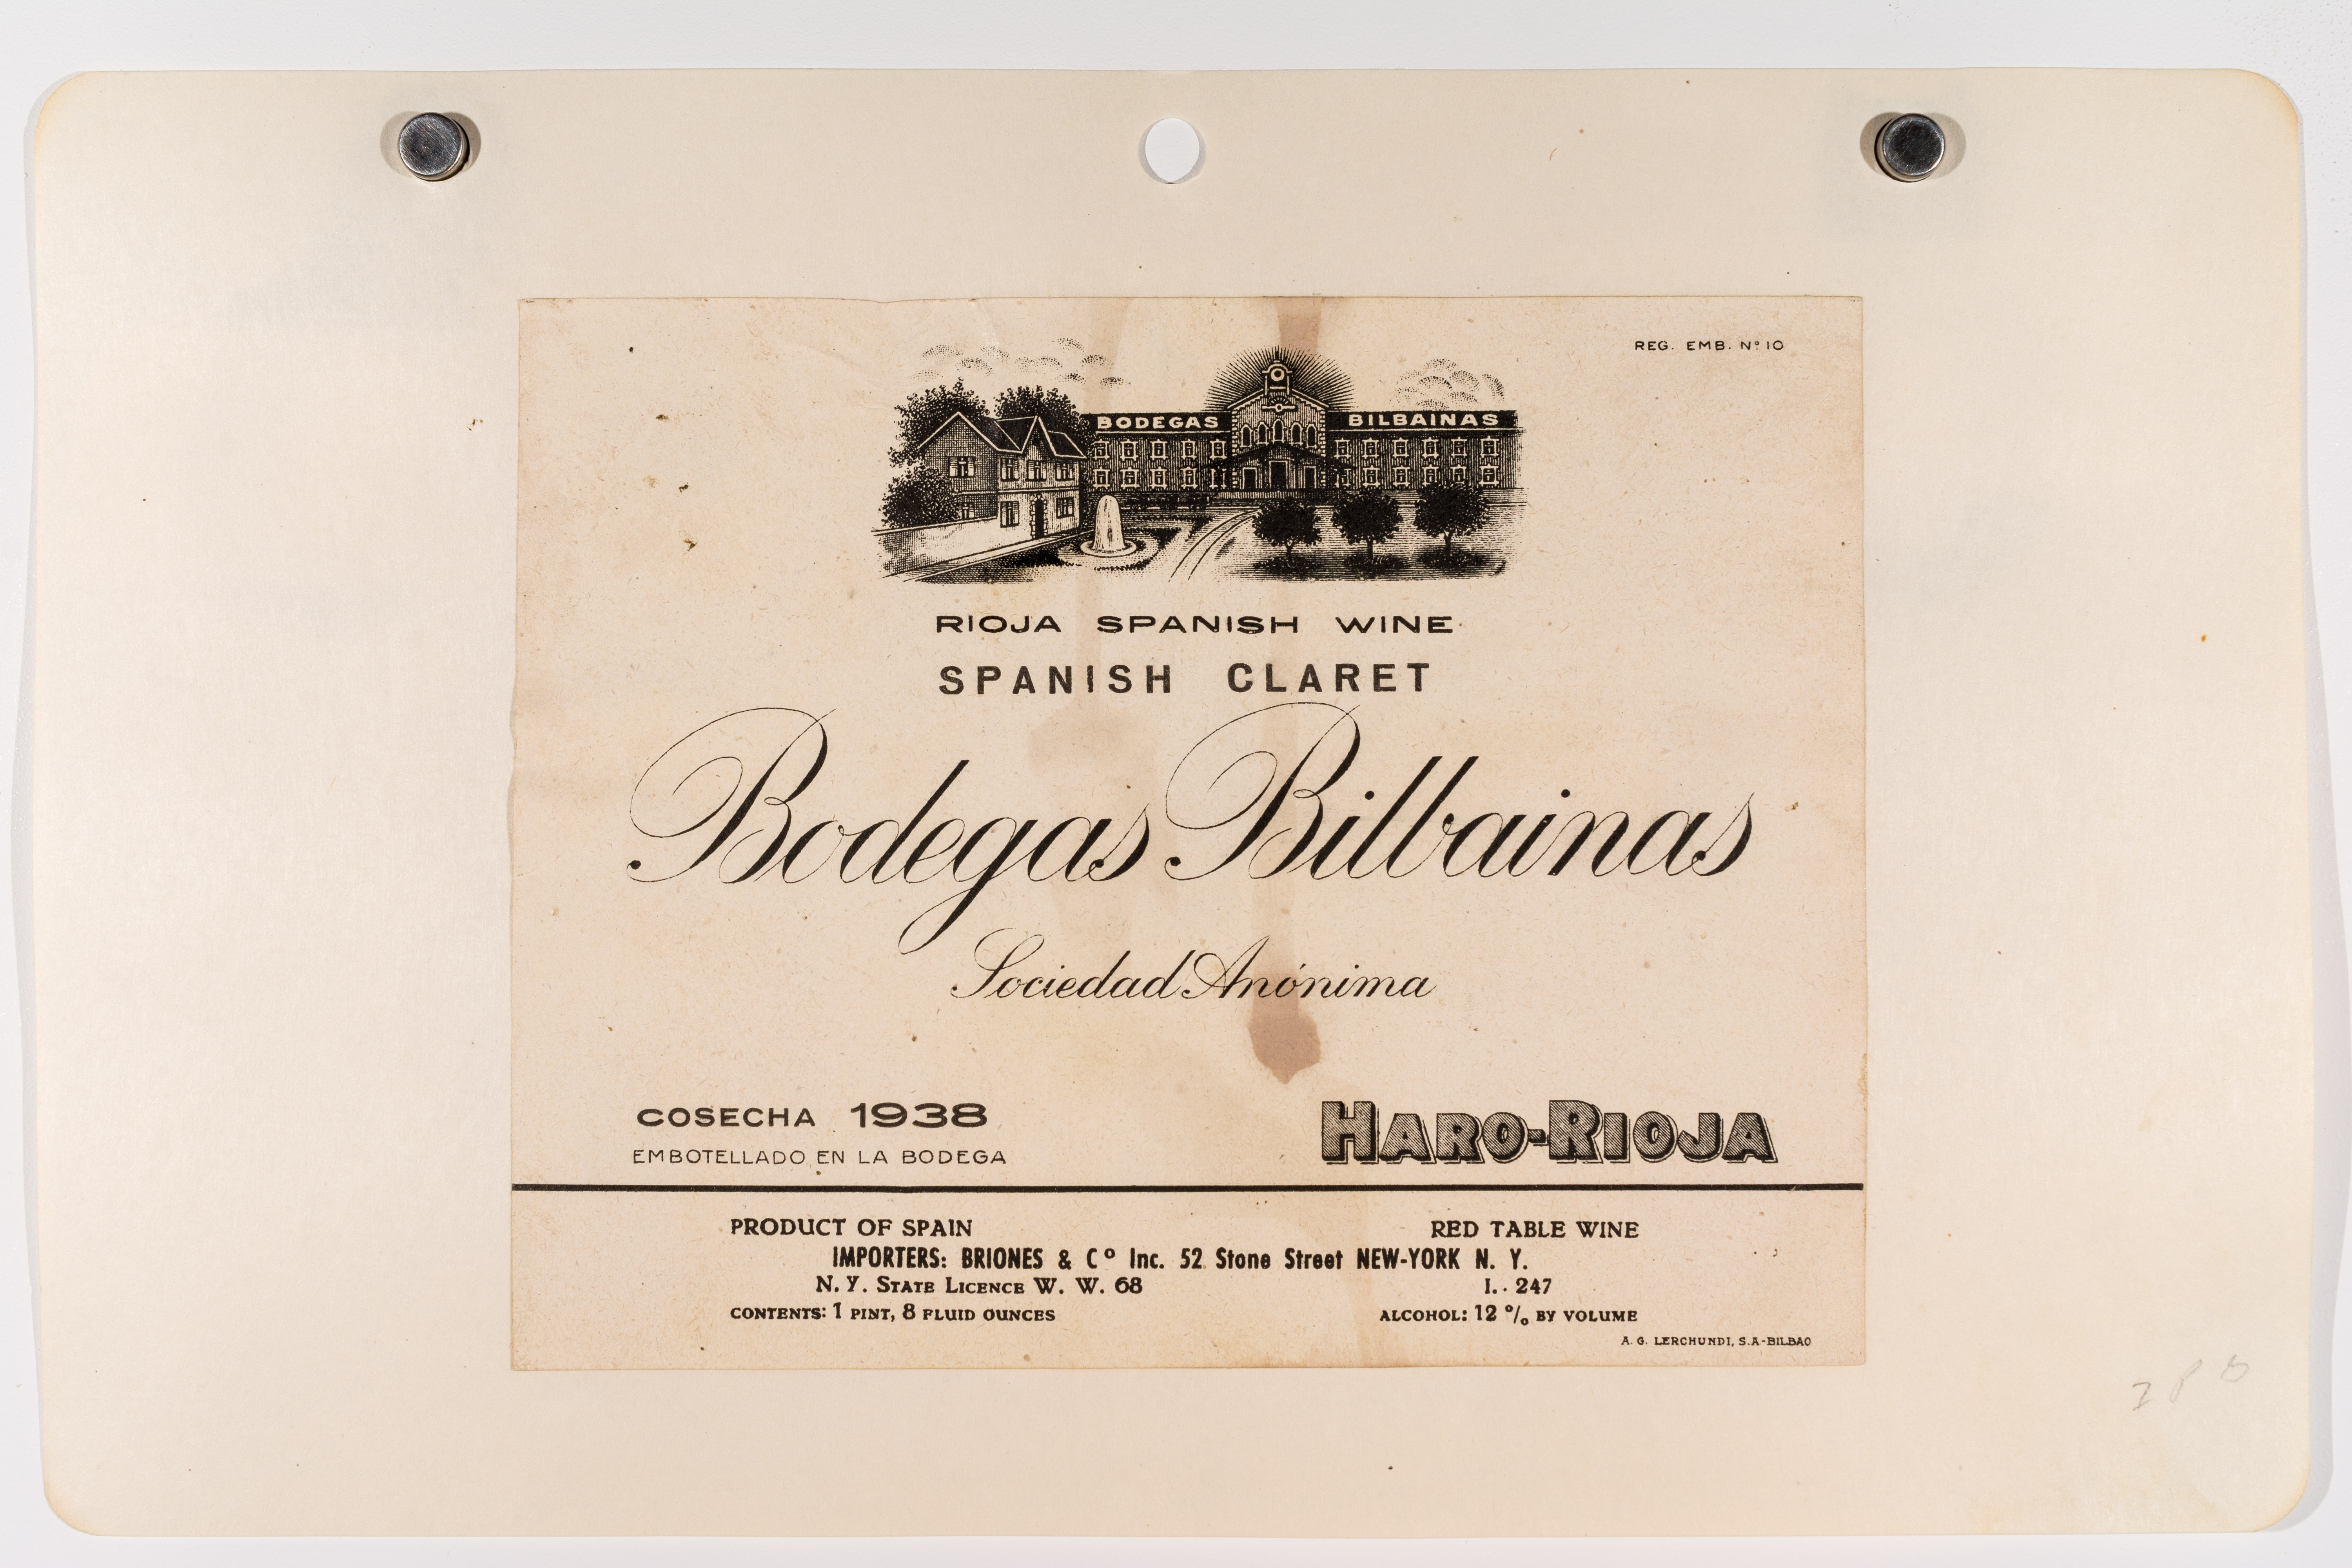 REG. EMB. Nº 10
BODEGAS BILBAINAS
RIOJA SPANISH WINE
SPANISH CLARET
Bodegas Bilbainas
Sociedad Anónima
COSECHA 1938
EMBOTELLADO EN LA BODEGA
HARO-RIOJA
PRODUCT OF SPAIN RED TABLE WINE
IMPORTERS: BRIONES & Cº Inc. 52 Stone Street NEW-YORK N. Y.
N. Y. STATE LICENCE W. W. 68 I.. 247
CONTENTS: 1 PINT, 8 FLUID OUNCES ALCOHOL: 12 % BY VOLUME
A. G. LERCHUNDI, S.A-BILBAO